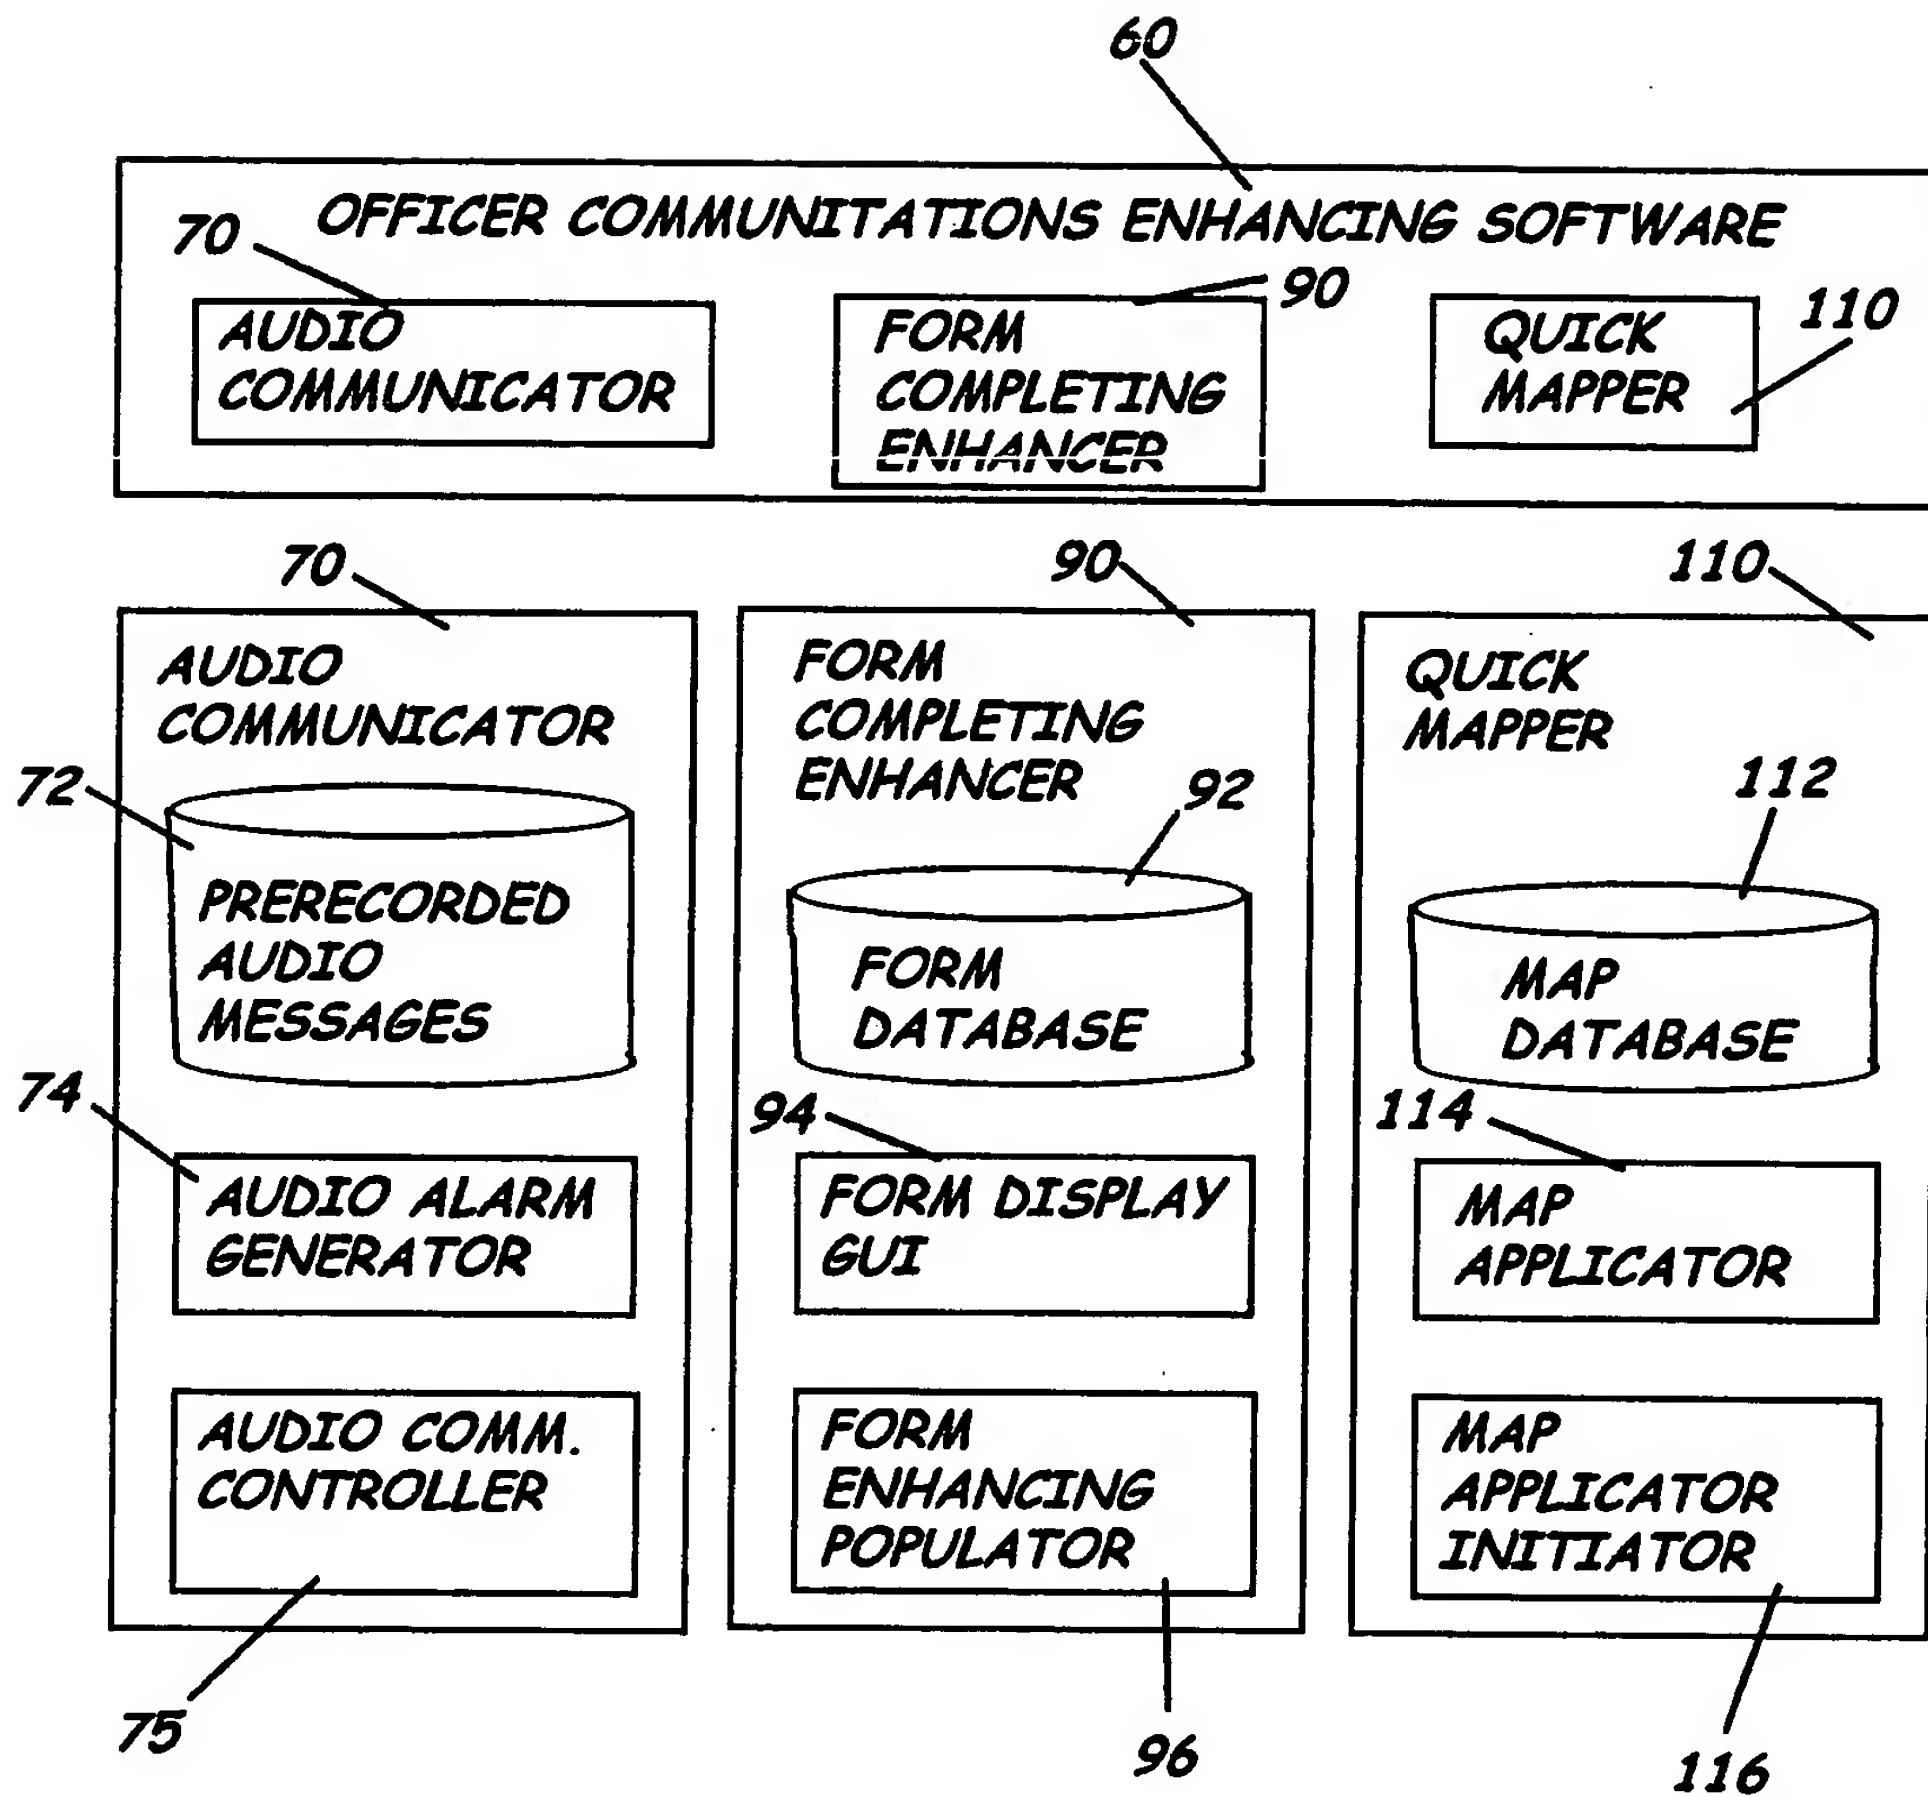 60
OFFICER COMMUNITATIONS ENHANCING SOFTWARE
70
90
110
AUDIO
COMMUNICATOR
FORM
COMPLETING
ENHANCER
QUICK
MAPPER
70
90
110
AUDIO
COMMUNICATOR
72
PRERECORDED
AUDIO
MESSAGES
74
AUDIO ALARM
GENERATOR
AUDIO COMM.
CONTROLLER
75
FORM
COMPLETING
ENHANCER
92
FORM
DATABASE
94
FORM DISPLAY
GUI
FORM
ENHANCING
POPULATOR
96
QUICK
MAPPER
112
MAP
DATABASE
114
MAP
APPLICATOR
MAP
APPLICATOR
INITIATOR
116